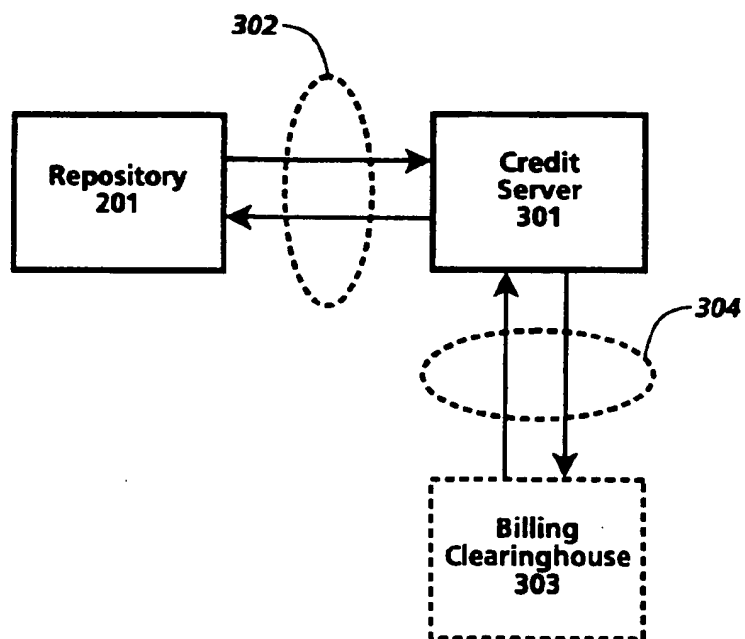 302
Repository
201
Credit
Server
301
304
Billing
Clearinghouse
303